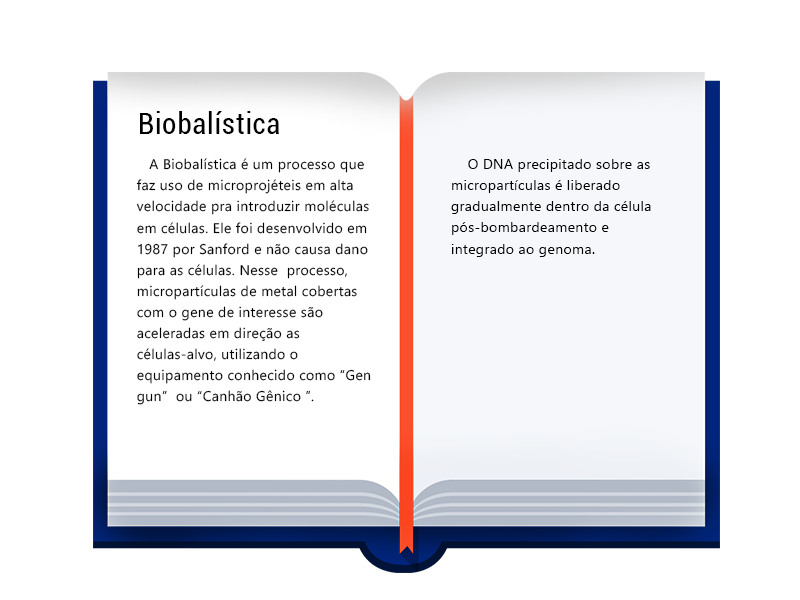 Biobalística
A Biobalística é um processo que
faz uso de microprojéteis em alta
velocidade pra introduzir moléculas
em células. Ele foi desenvolvido em
1987 por Sanford e não causa dano
para as células. Nesse  processo,
micropartículas de metal cobertas
com o gene de interesse são
aceleradas em direção as
células-alvo, utilizando o
equipamento conhecido como “Gen
gun”  ou “Canhão Gênico ”.
O DNA precipitado sobre as
micropartículas é liberado
gradualmente dentro da célula
pós-bombardeamento e
integrado ao genoma.